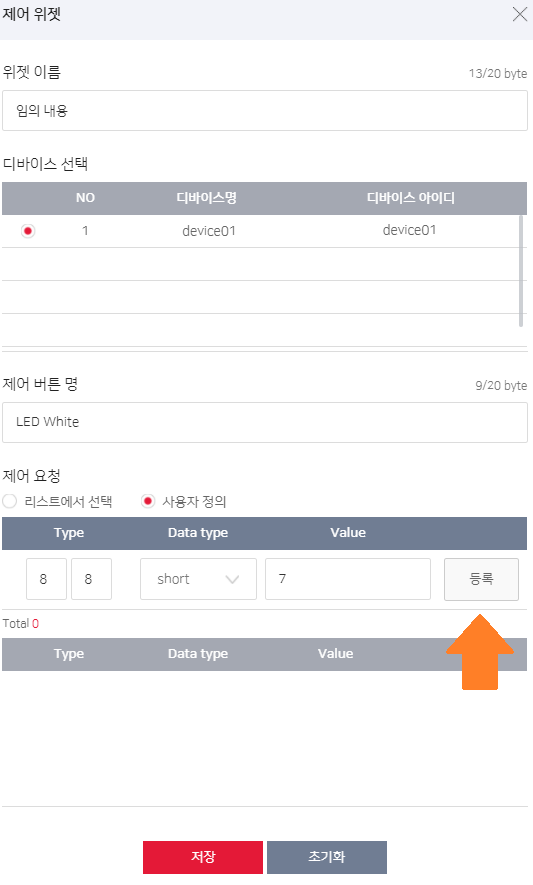 제어 위젯
위젯 이름 13/20 byte
임의 내용
디바이스 선택
NO 디바이스명 디바이스 아이디
1 device01 device01
제어 버튼 명 9/20 byte
LED White
제어 요청
리스트에서 선택 사용자 정의
Type Data type Value
8 8 short 7 등록
Total 0
Type Data type Value
저장 초기화